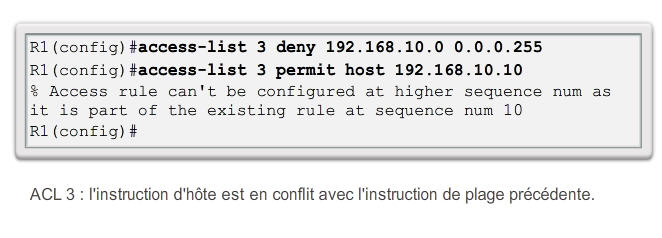 R1(config)#access-list 3 deny 192.168.10.0 0.0.0.255
R1(config)#access-list 3 permit host 192.168.10.10
% Access rule can't be configured at higher sequence num as
it is part of the existing rule at sequence num 10
R1(config)#
ACL 3 : l'instruction d'hôte est en conflit avec l'instruction de plage précédente.